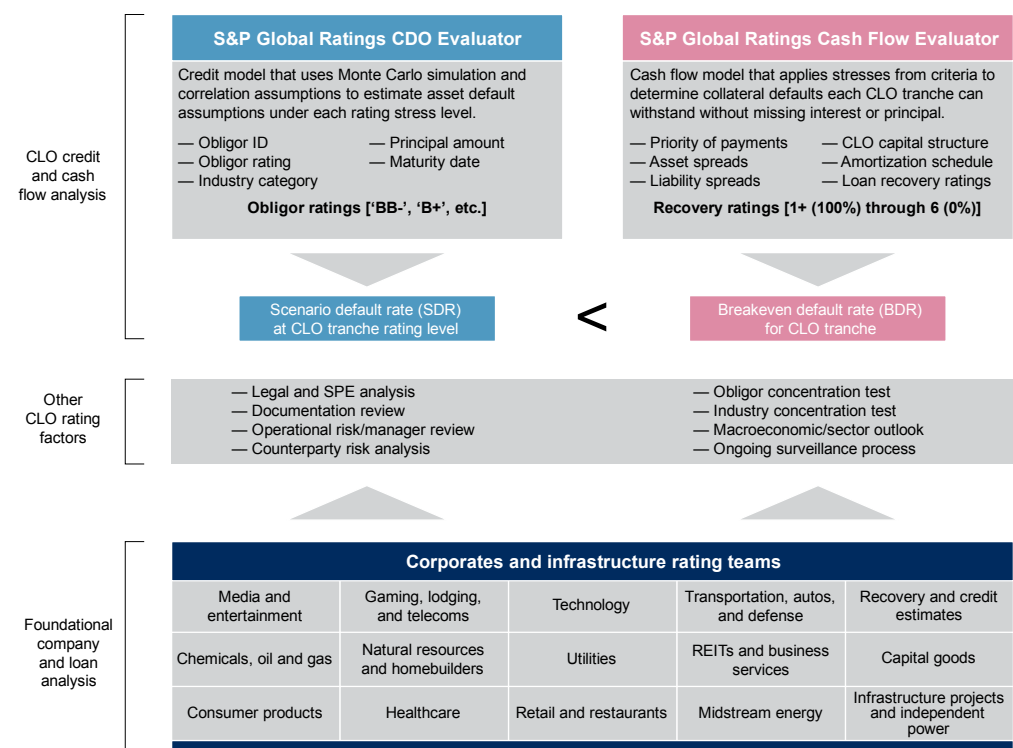 CLO credit
and cash
flow analysis
S&P Global Ratings CDO Evaluator
Credit model that uses Monte Carlo simulation and
correlation assumptions to estimate asset default
assumptions under each rating stress level.
— Obligor ID
— Obligor rating
— Industry category
— Principal amount
— Maturity date
Obligor ratings [‘BB-’, ‘B+’, etc.]
S&P Global Ratings Cash Flow Evaluator
Cash flow model that applies stresses from criteria to
determine collateral defaults each CLO tranche can
withstand without missing interest or principal.
— Priority of payments
— Asset spreads
— Liability spreads
— CLO capital structure
— Amortization schedule
— Loan recovery ratings
Recovery ratings [1+ (100%) through 6 (0%)]
Scenario default rate (SDR)
at CLO tranche rating level
<
Breakeven default rate (BDR)
for CLO tranche
Other
CLO rating
factors
— Legal and SPE analysis
— Documentation review
— Operational risk/manager review
— Counterparty risk analysis
— Obligor concentration test
— Industry concentration test
— Macroeconomic/sector outlook
— Ongoing surveillance process
Foundational
company
and loan
analysis
Corporates and infrastructure rating teams
Media and
entertainment
Gaming, lodging,
and telecoms
Technology
Transportation, autos,
and defense
Recovery and credit
estimates
Chemicals, oil and gas
Natural resources
and homebuilders
Utilities
REITs and business
services
Capital goods
Consumer products
Healthcare
Retail and restaurants
Midstream energy
Infrastructure projects
and independent
power